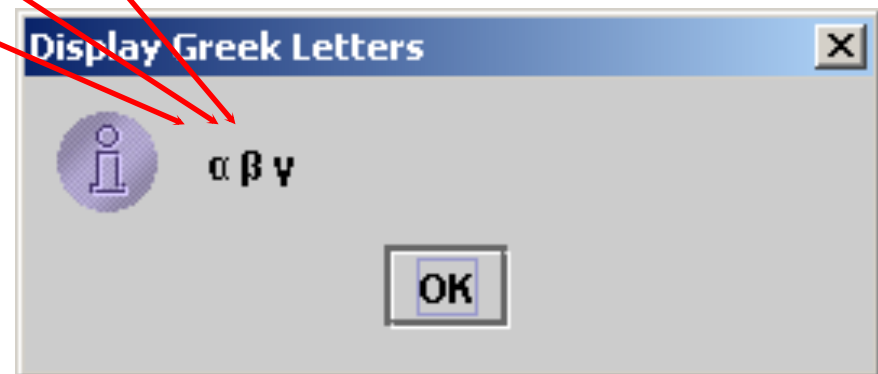 Display Greek Letters
α β γ
OK